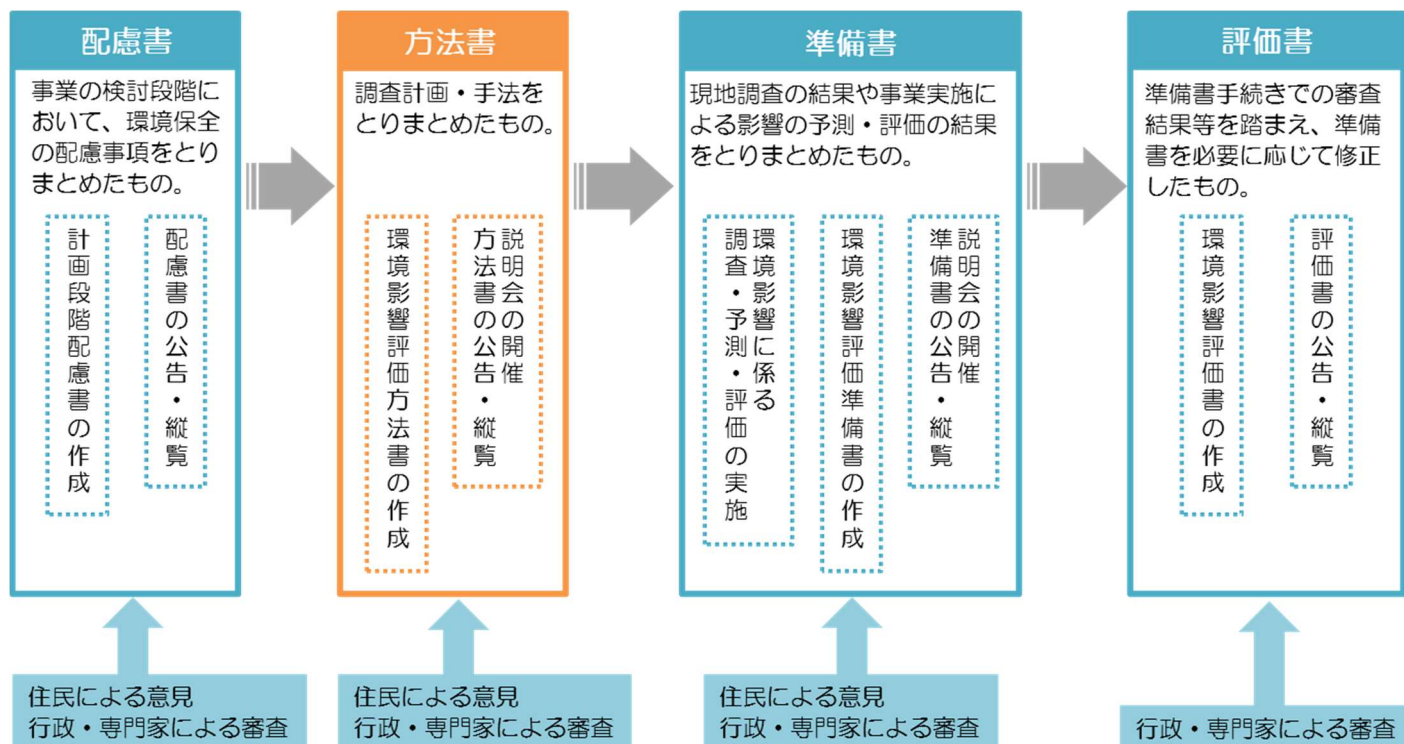 配慮書
事業の検討段階に
おいて、環境保全
の配慮事項をとり
まとめたもの。
計画段階配慮書の作成
配慮書の公告・縦覧
住民による意見
行政・専門家による審査
方法書
調査計画・手法を
とりまとめたもの。
環境影響評価方法書の作成
説明会の開催
方法書の公告・縦覧
住民による意見
行政・専門家による審査
準備書
現地調査の結果や事業実施に
よる影響の予測・評価の結果
をとりまとめたもの。
環境影響に係る
調査・予測・評価の実施
環境影響評価準備書の作成
説明会の開催
準備書の公告・縦覧
住民による意見
行政・専門家による審査
評価書
準備書手続きでの審査
結果等を踏まえ、準備
書を必要に応じて修正
したもの。
環境影響評価書の作成
評価書の公告・縦覧
行政・専門家による審査